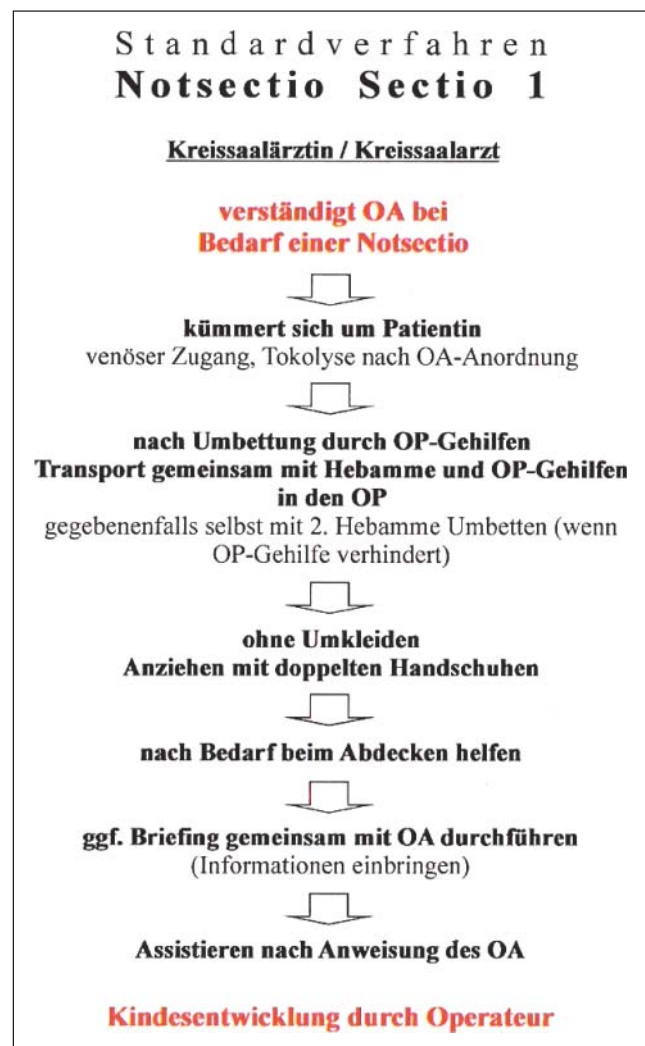 Standardverfahren
Notsectio Sectio 1
Kreissaalärztin / Kreissaalarzt
verständigt OA bei
Bedarf einer Notsectio
kümmert sich um Patientin
venöser Zugang, Tokolyse nach OA-Anordnung
nach Umbettung durch OP-Gehilfen
Transport gemeinsam mit Hebamme und OP-Gehilfen
in den OP
gegebenenfalls selbst mit 2. Hebamme Umbetten (wenn
OP-Gehilfe verhindert)
ohne Umkleiden
Anziehen mit doppelten Handschuhen
nach Bedarf beim Abdecken helfen
ggf. Briefing gemeinsam mit OA durchführen
(Informationen einbringen)
Assistieren nach Anweisung des OA
Kindesentwicklung durch Operateur